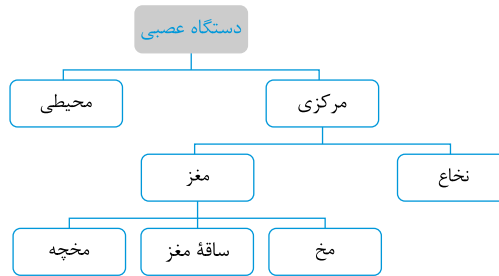 دستگاه عصبی
مرکزی
محیطی
نخاع
مغز
مخ
ساقهٔ مغز
مخچه